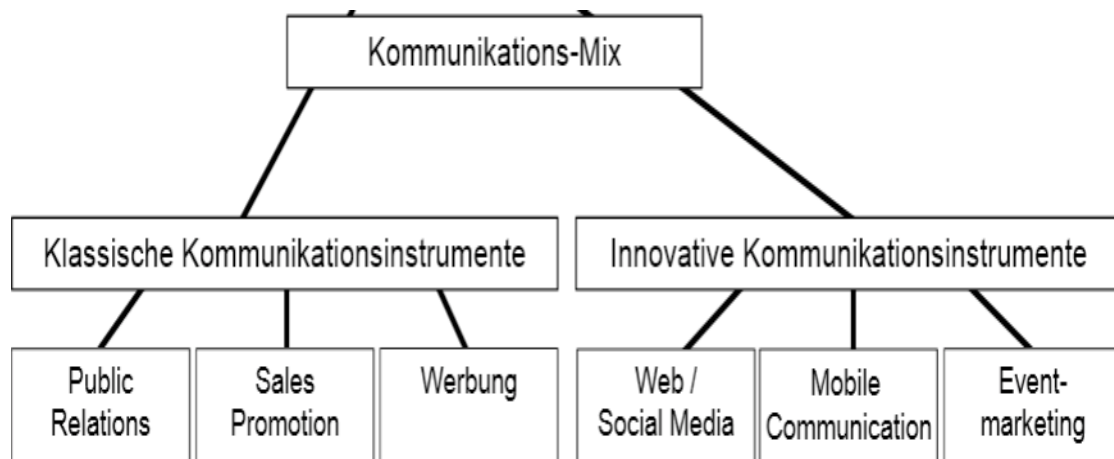 Kommunikations-Mix
Klassische Kommunikationsinstrumente
Innovative Kommunikationsinstrumente
Public
Relations
Sales
Promotion
Werbung
Web /
Social Media
Mobile
Communication
Event-
marketing